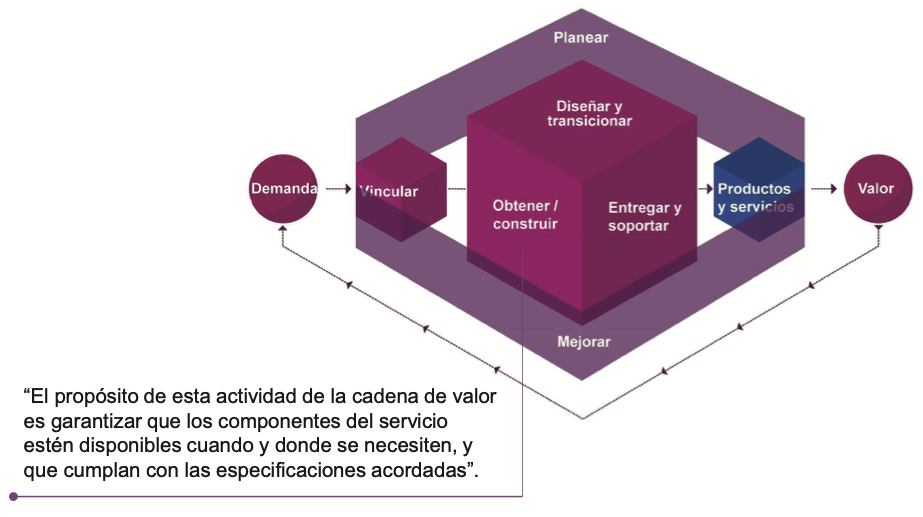 Planear
Diseñar y
transicionar
Demanda
Vincular
Obtener /
construir
Entregar y
soportar
Productos
y servicios
Valor
Mejorar
“El propósito de esta actividad de la cadena de valor
es garantizar que los componentes del servicio
estén disponibles cuando y donde se necesiten, y
que cumplan con las especificaciones acordadas”.